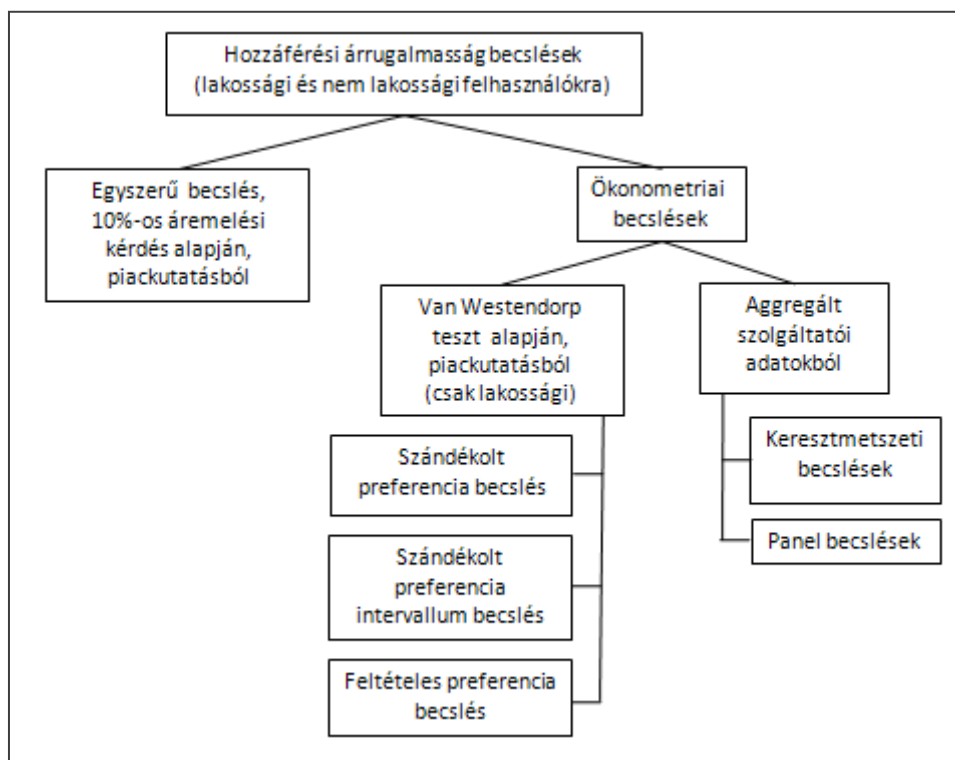 Hozzáférési árrugalmasság becslések
(lakossági és nem lakossági felhasználókra)
Egyszerű becslés,
10%-os áremelési
kérdés alapján,
piackutatásból
Ökonometriai
becslések
Van Westendorp
teszt alapján,
piackutatásból
(csak lakossági)
Aggregált
szolgáltatói
adatokból
Szándékolt
preferencia becslés
Szándékolt
preferencia
intervallum becslés
Feltételes preferencia
becslés
Keresztmetszeti
becslések
Panel becslések